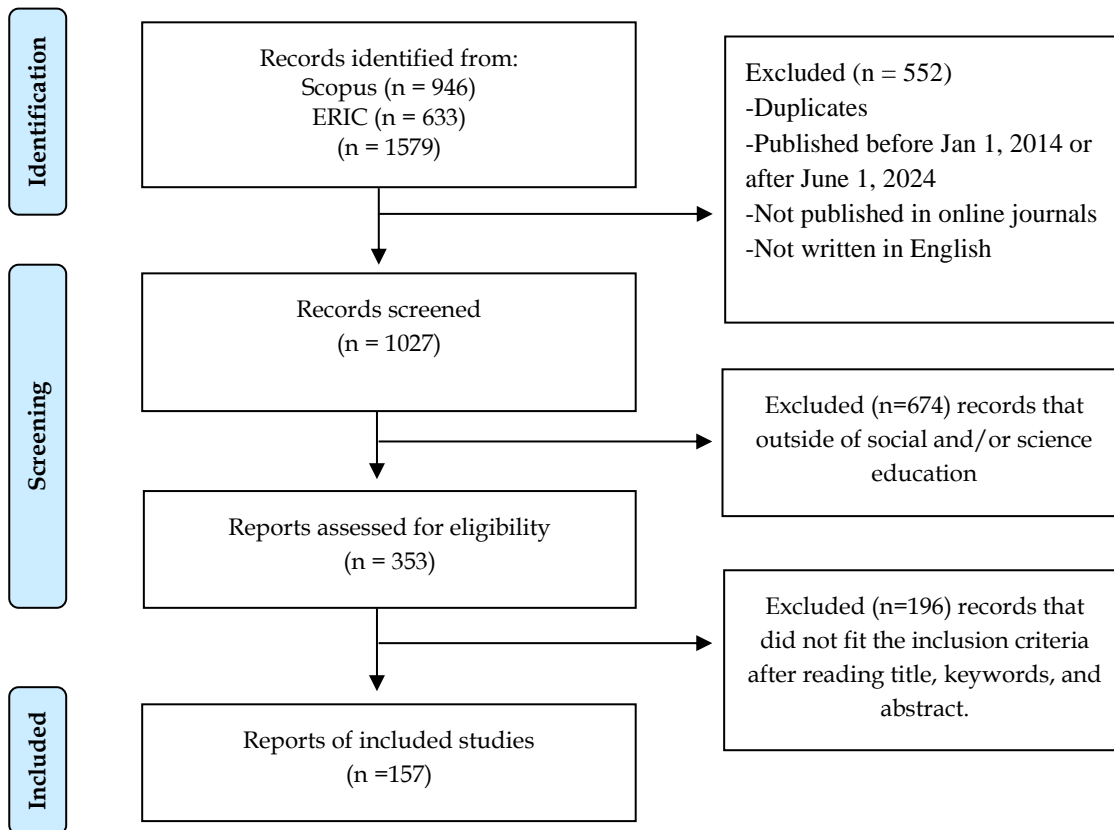 Identification
Records identified from:
Scopus (n = 946)
ERIC (n = 633)
(n = 1579)
Excluded (n = 552)
-Duplicates
-Published before Jan 1, 2014 or
after June 1, 2024
-Not published in online journals
-Not written in English
Screening
Records screened
(n = 1027)
Excluded (n=674) records that
outside of social and/or science
education
Reports assessed for eligibility
(n = 353)
Excluded (n=196) records that
did not fit the inclusion criteria
after reading title, keywords, and
abstract.
Included
Reports of included studies
(n =157)